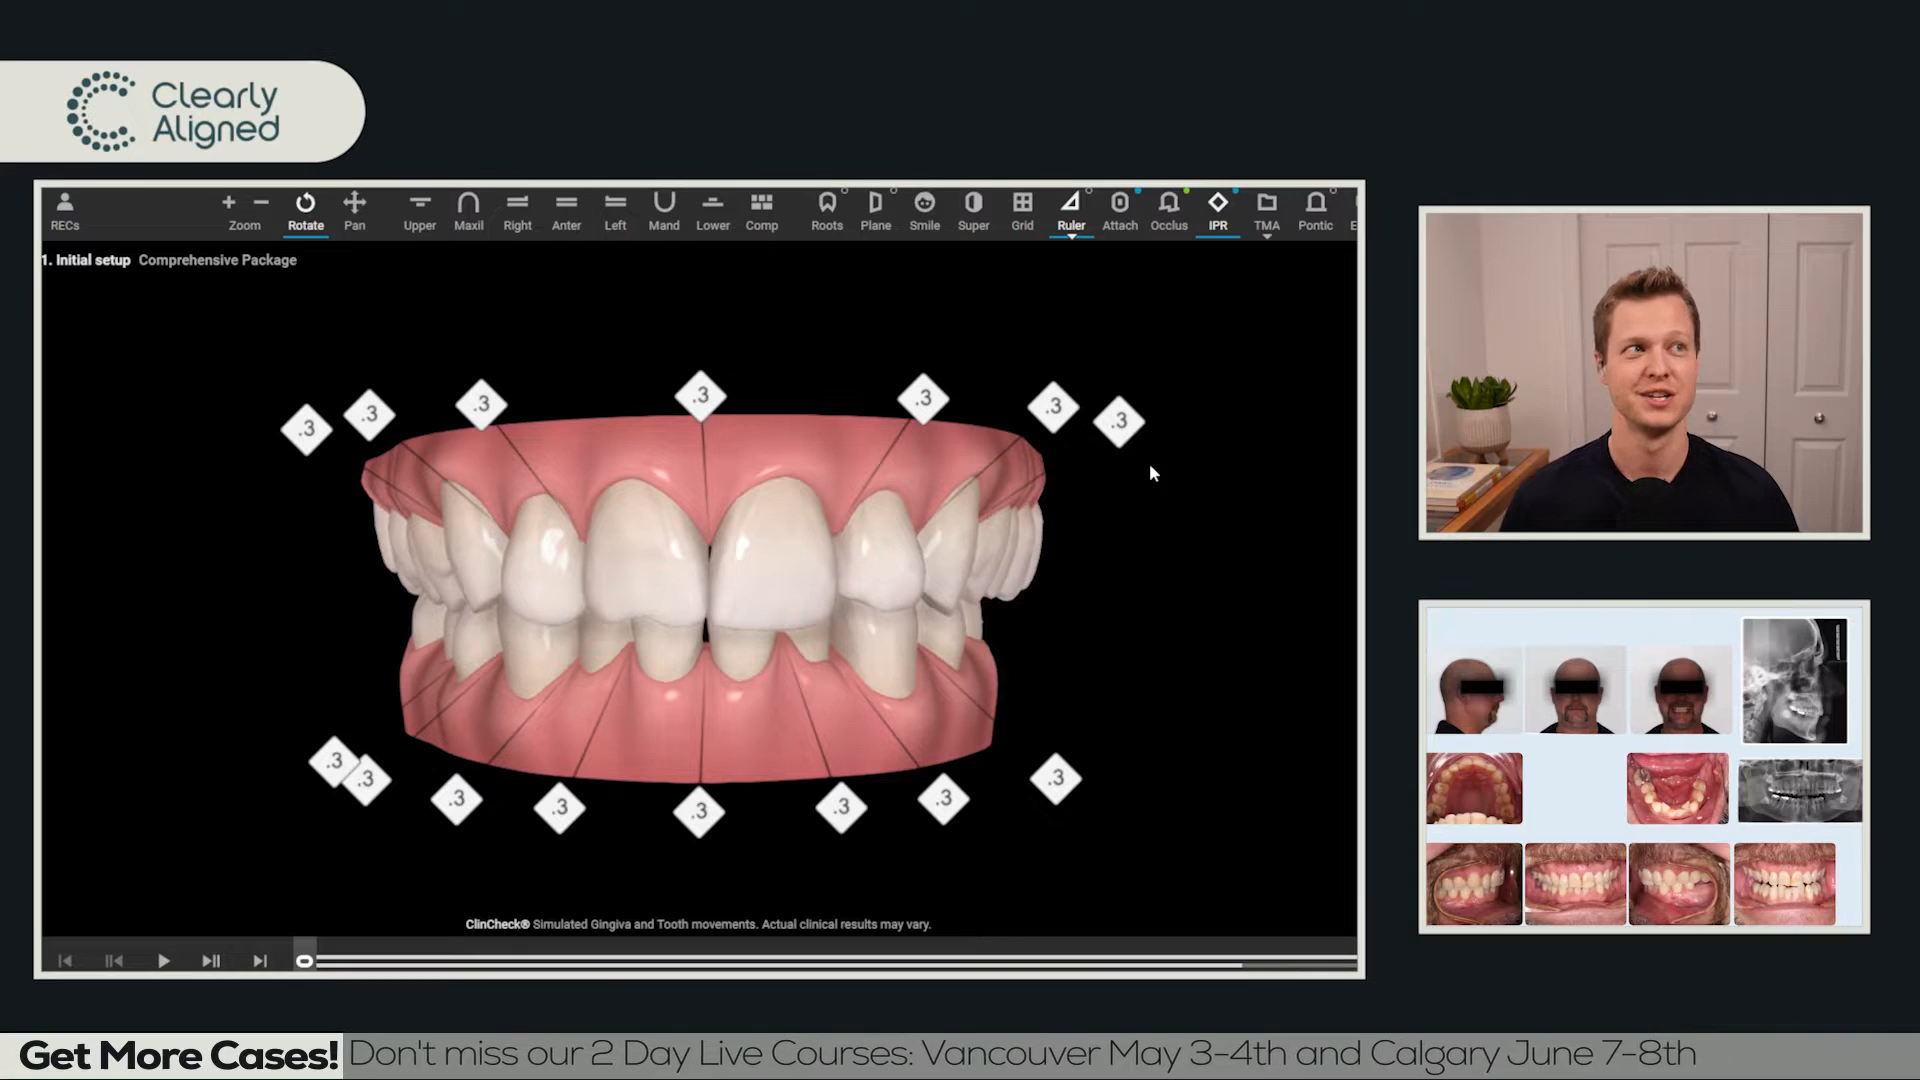 Clearly
Aligned
RECs
Zoom
Rotate
Pan
Upper
Maxil
Right
Anter
Left
Mand
Lower
Comp
Roots
Plane
Smile
Super
Grid
Ruler
Attach
Occlus
IPR
TMA
Pontic
E
1. Initial setup Comprehensive Package
.3 .3 .3 .3 .3 .3 .3
.3 .3 .3 .3 .3 .3 .3 .3
ClinCheck® Simulated Gingiva and Tooth movements. Actual clinical results may vary.
Get More Cases! Don't miss our 2 Day Live Courses: Vancouver May 3-4th and Calgary June 7-8th